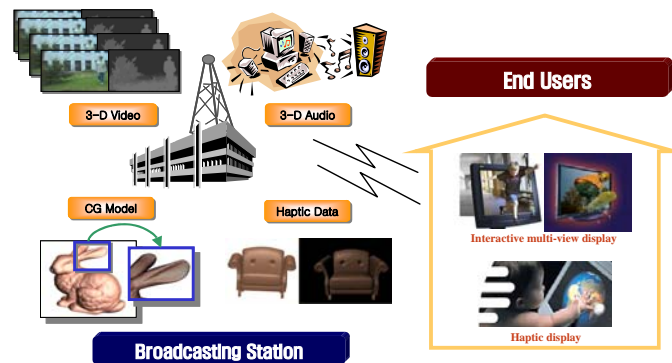 3-D Video
3-D Audio
End Users
CG Model
Haptic Data
Interactive multi-view display
Haptic display
Broadcasting Station